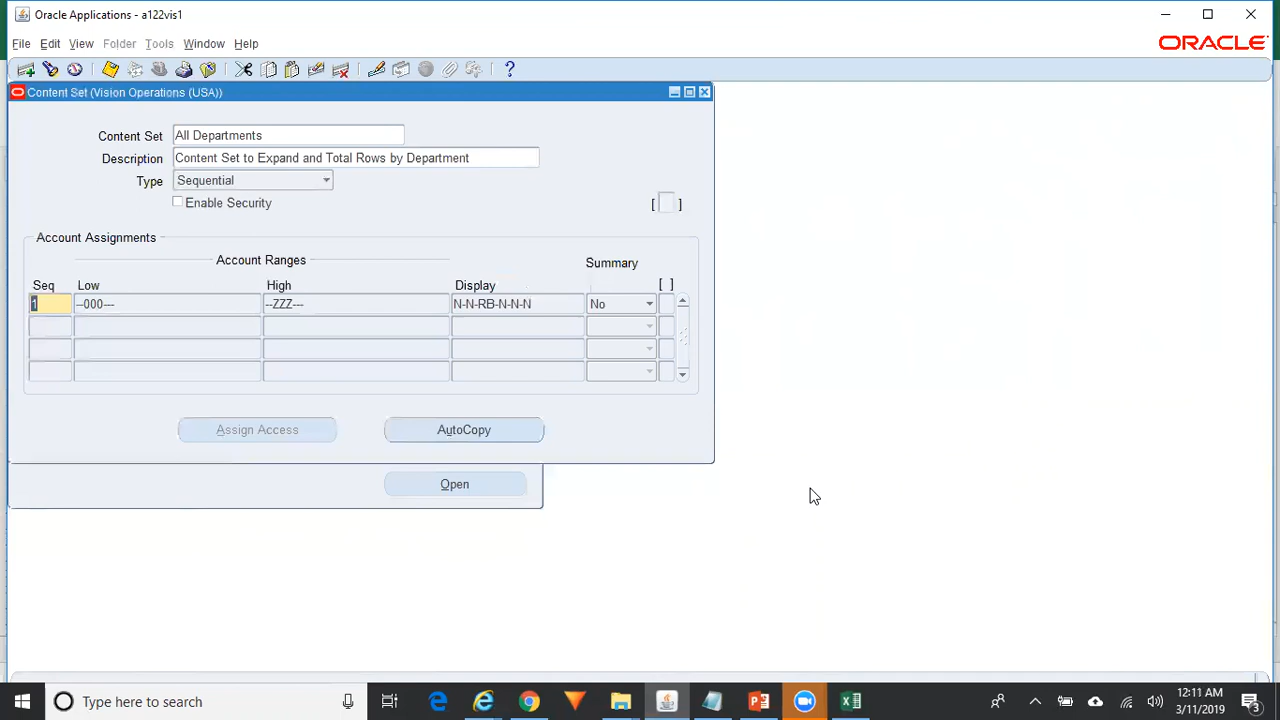 Oracle Applications - a122vis1
File Edit View Folder Tools Window Help
ORACLE
Content Set (Vision Operations (USA))
Content Set All Departments
Description Content Set to Expand and Total Rows by Department
Type Sequential
Enable Security
[ ]
Account Assignments
Account Ranges Summary
Seq Low High Display [ ]
1 --000--- --ZZZ--- N-N-RB-N-N-N No
Assign Access AutoCopy
Open
Type here to search
12:11 AM
3/11/2019
3